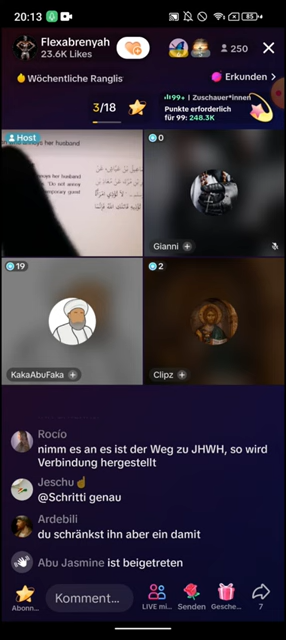 20:13
85
Flexabrenyah
23.6K Likes
250
Wöchentliche Ranglis
Erkunden >
3/18
99+ | Zuschauer*innen
Punkte erforderlich
für 99: 248.3K
Host
annoys her husband
0
Gianni +
19
KakaAbuFaka +
2
Clipz +
Rocío
nimm es an es ist der Weg zu JHWH, so wird
Verbindung hergestellt
Jeschu☝
@Schritti genau
Ardebili
du schränkst ihn aber ein damit
Abu Jasmine ist beigetreten
Abonn...
Komment...
LIVE mi...
Senden
Gesche...
7